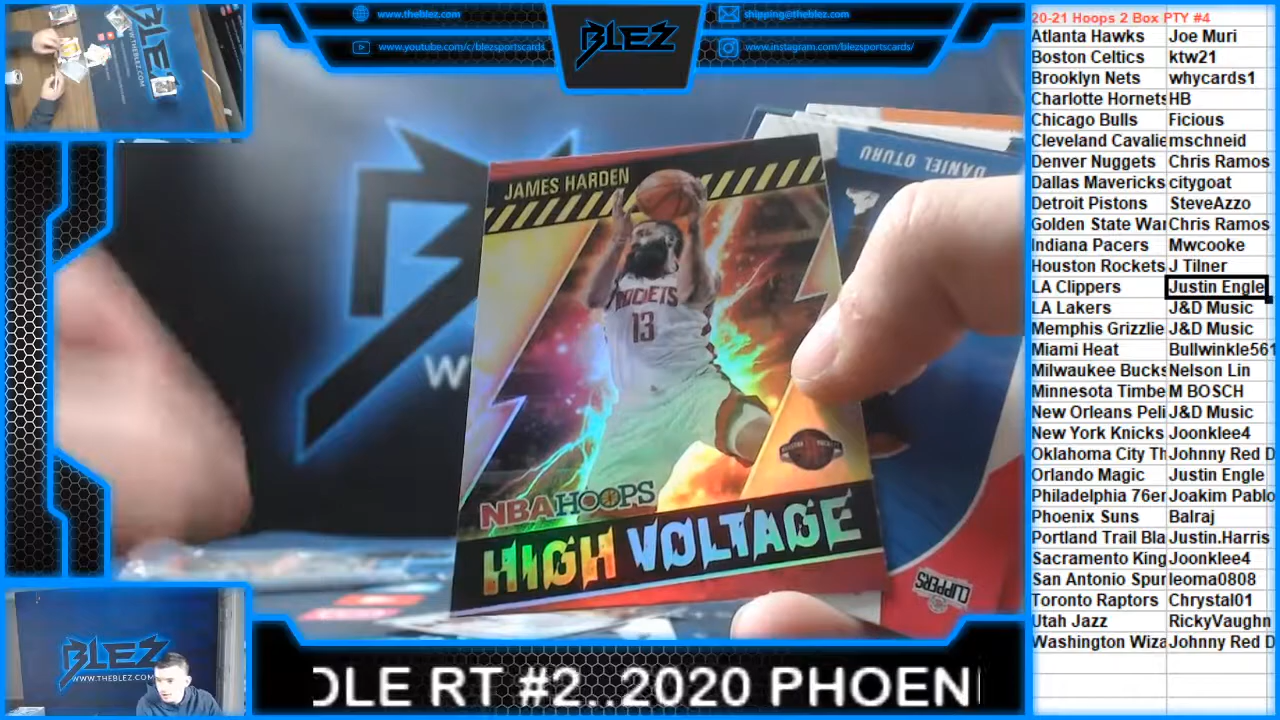 www.theblez.com
www.youtube.com/c/blezsportscards
BLEZ
shipping@theblez.com
www.instagram.com/blezsportscards/
20-21 Hoops 2 Box PTY #4
Atlanta Hawks Joe Muri
Boston Celtics ktw21
Brooklyn Nets whycards1
Charlotte Hornets HB
Chicago Bulls Ficious
Cleveland Cavalie mschneid
Denver Nuggets Chris Ramos
Dallas Mavericks citygoat
Detroit Pistons SteveAzzo
Golden State War Chris Ramos
Indiana Pacers Mwcooke
Houston Rockets J Tilner
LA Clippers Justin Engle
LA Lakers J&D Music
Memphis Grizzlie J&D Music
Miami Heat Bullwinkle561
Milwaukee Bucks Nelson Lin
Minnesota Timbe M BOSCH
New Orleans Peli J&D Music
New York Knicks Joonklee4
Oklahoma City Th Johnny Red D
Orlando Magic Justin Engle
Philadelphia 76er Joakim Pablo
Phoenix Suns Balraj
Portland Trail Bla Justin.Harris
Sacramento King Joonklee4
San Antonio Spur leoma0808
Toronto Raptors Chrystal01
Utah Jazz RickyVaughn
Washington Wiza Johnny Red D
JAMES HARDEN
DANIEL OTURU
ROCKETS
13
NBA HOOPS
HIGH VOLTAGE
CLIPPERS
W
BLEZ
WWW.THEBLEZ.COM
DLE RT #2..2020 PHOEN